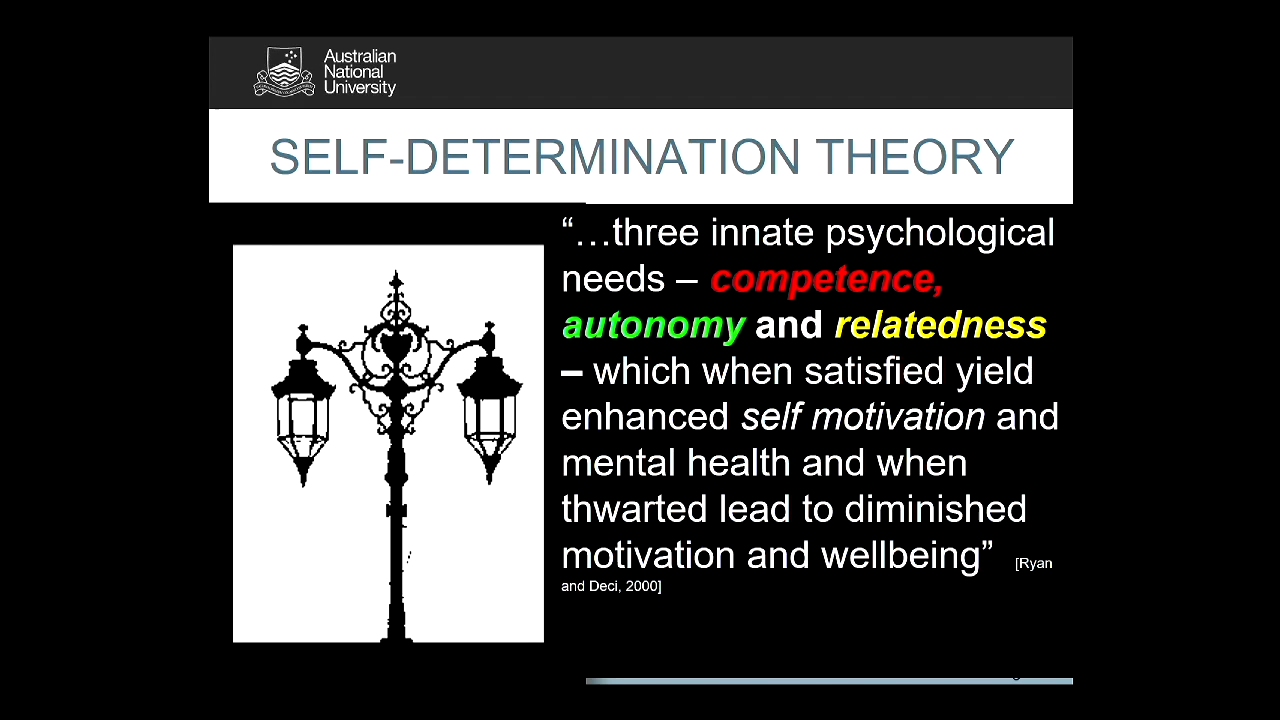 Australian
National
University
SELF-DETERMINATION THEORY
“…three innate psychological
needs – competence,
autonomy and relatedness
– which when satisfied yield
enhanced self motivation and
mental health and when
thwarted lead to diminished
motivation and wellbeing” [Ryan
and Deci, 2000]